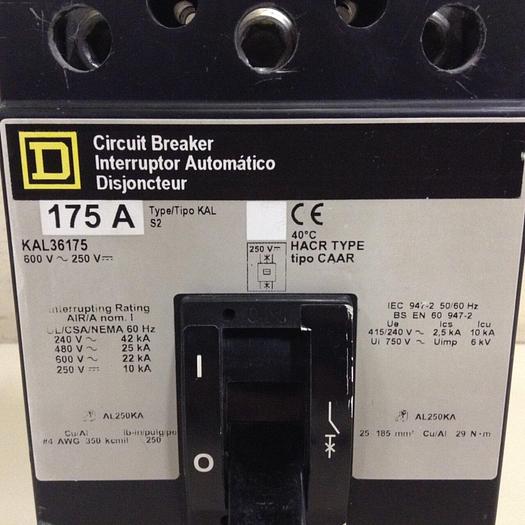 D
Circuit Breaker
Interruptor Automático
Disjoncteur
175 A
Type/Tipo KAL
S2
CE
40°C
HACR TYPE
tipo CAAR
KAL36175
600 V ~ 250 V⎓
250 V⎓
Interrupting Rating
AIR/A nom. I
UL/CSA/NEMA 60 Hz
240 V ~ 42 kA
480 V ~ 25 kA
600 V ~ 22 kA
250 V⎓ 10 kA
IEC 947-2 50/60 Hz
BS EN 60 947-2
Ue Ics Icu
415/240 V ~ 2,5 kA 10 kA
Ui 750 V ~ Uimp 6 kV
AL250KA
Cu/Al lb-in/pulg/po
#4 AWG 350 kcmil 250
AL250KA
25 185 mm² Cu/Al 29 N·m
I
O